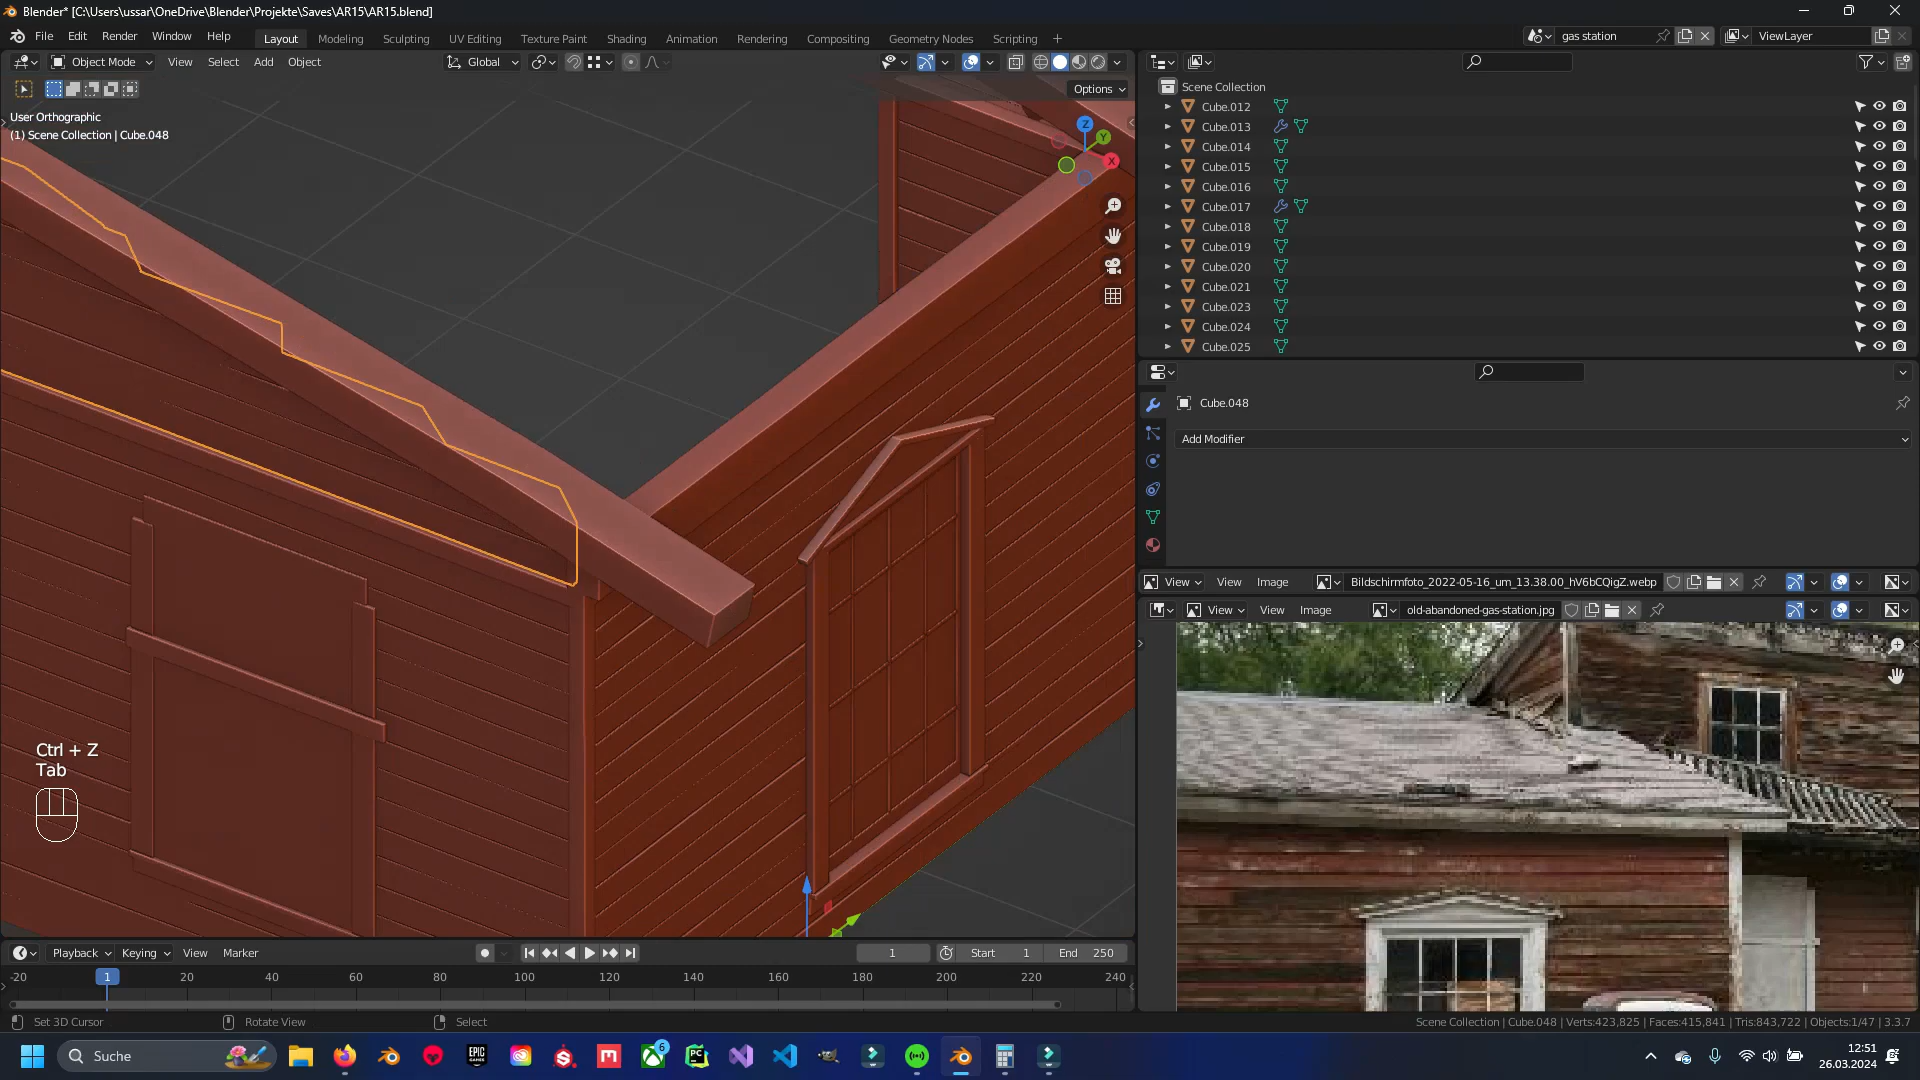 Blender* [C:\Users\ussar\OneDrive\Blender\Projekte\Saves\AR15\AR15.blend]
File Edit Render Window Help
Layout Modeling Sculpting UV Editing Texture Paint Shading Animation Rendering Compositing Geometry Nodes Scripting +
gas station
ViewLayer
Object Mode View Select Add Object
Global
Options
User Orthographic
(1) Scene Collection | Cube.048
Z
Y
X
Ctrl + Z
Tab
Scene Collection
Cube.012
Cube.013
Cube.014
Cube.015
Cube.016
Cube.017
Cube.018
Cube.019
Cube.020
Cube.021
Cube.023
Cube.024
Cube.025
Cube.048
Add Modifier
View View Image Bildschirmfoto_2022-05-16_um_13.38.00_hV6bCQigZ.webp
View View Image old-abandoned-gas-station.jpg
Playback Keying View Marker
1 Start 1 End 250
-20 1 20 40 60 80 100 120 140 160 180 200 220 240
Set 3D Cursor Rotate View Select
Scene Collection | Cube.048 | Verts:423,825 | Faces:415,841 | Tris:843,722 | Objects:1/47 | 3.3.7
Suche
EPIC GAMES
6
PC
12:51
26.03.2024